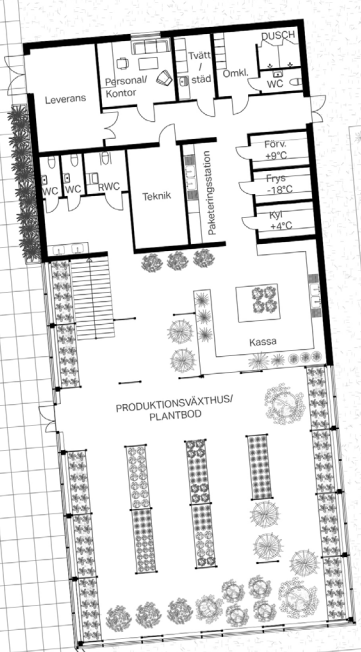 DUSCH
Tvätt
/
städ
Omkl.
Personal/
Kontor
WC
Leverans
Förv.
+9°C
Frys
-18°C
Kyl
+4°C
WC
WC
RWC
Teknik
Paketeringsstation
Kassa
PRODUKTIONSVÄXTHUS/
PLANTBOD